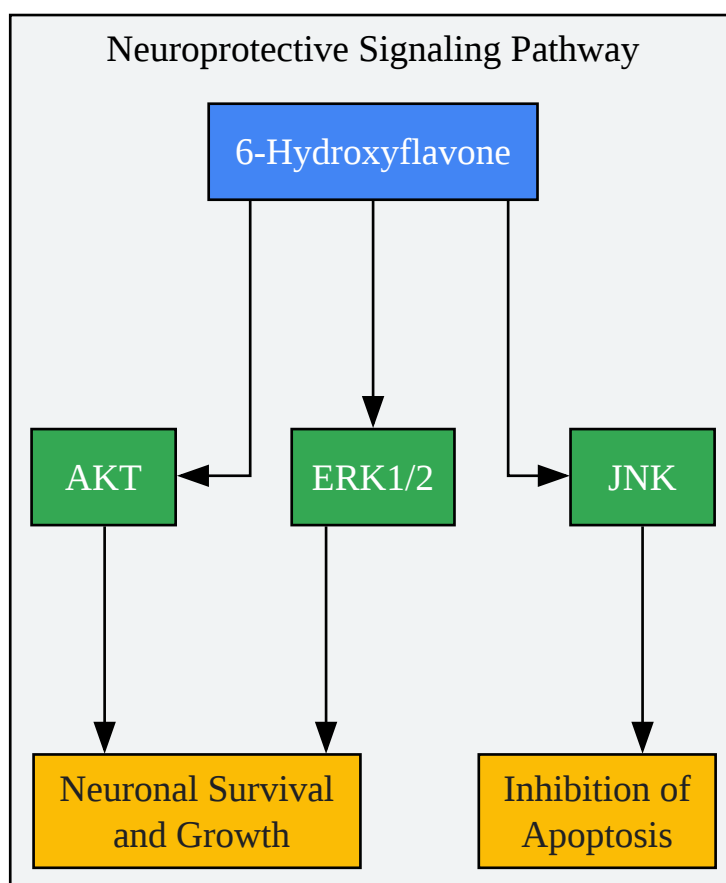 Neuroprotective Signaling Pathway
6-Hydroxyflavone
AKT
ERK1/2
JNK
Neuronal Survival
and Growth
Inhibition of
Apoptosis